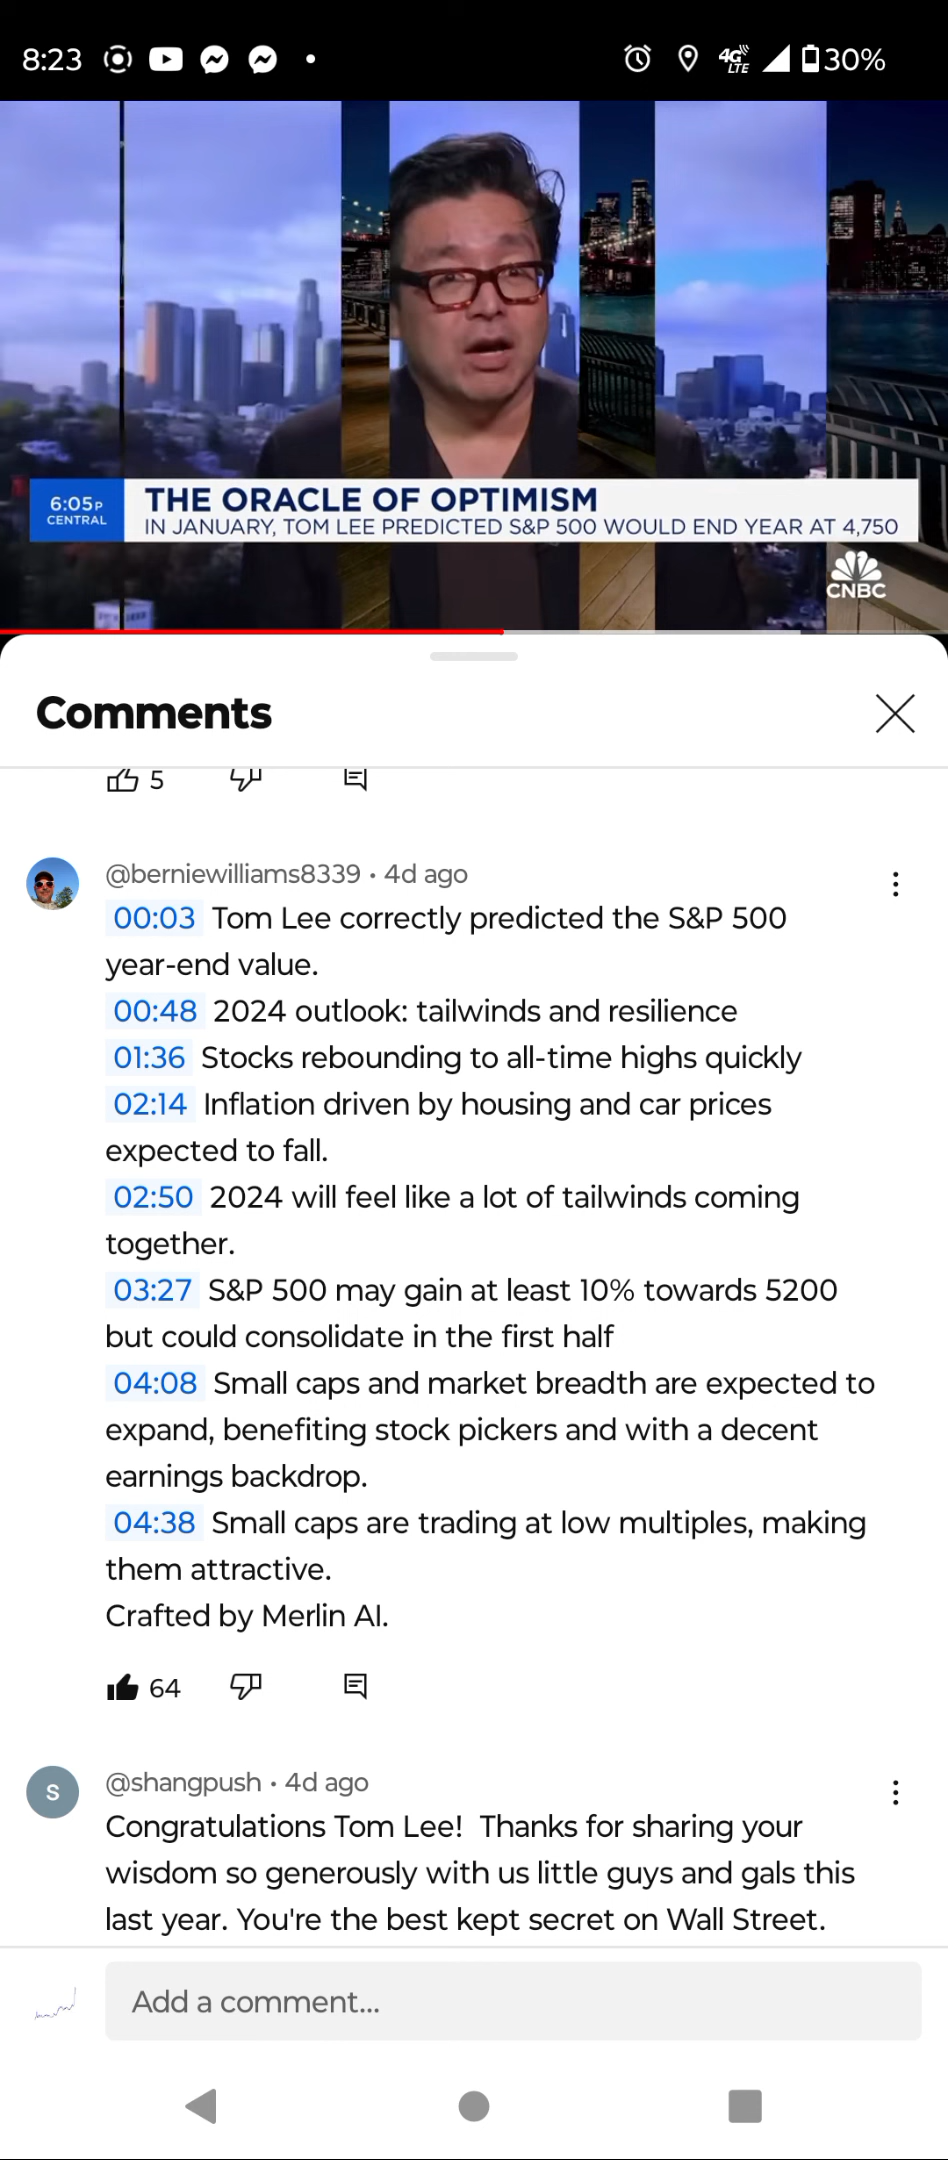 8:23
4G
LTE
30%
6:05P
CENTRAL
THE ORACLE OF OPTIMISM
IN JANUARY, TOM LEE PREDICTED S&P 500 WOULD END YEAR AT 4,750
CNBC
Comments
5
@berniewilliams8339 • 4d ago
00:03 Tom Lee correctly predicted the S&P 500
year-end value.
00:48 2024 outlook: tailwinds and resilience
01:36 Stocks rebounding to all-time highs quickly
02:14 Inflation driven by housing and car prices
expected to fall.
02:50 2024 will feel like a lot of tailwinds coming
together.
03:27 S&P 500 may gain at least 10% towards 5200
but could consolidate in the first half
04:08 Small caps and market breadth are expected to
expand, benefiting stock pickers and with a decent
earnings backdrop.
04:38 Small caps are trading at low multiples, making
them attractive.
Crafted by Merlin AI.
64
S
@shangpush • 4d ago
Congratulations Tom Lee!  Thanks for sharing your
wisdom so generously with us little guys and gals this
last year. You're the best kept secret on Wall Street.
Add a comment...